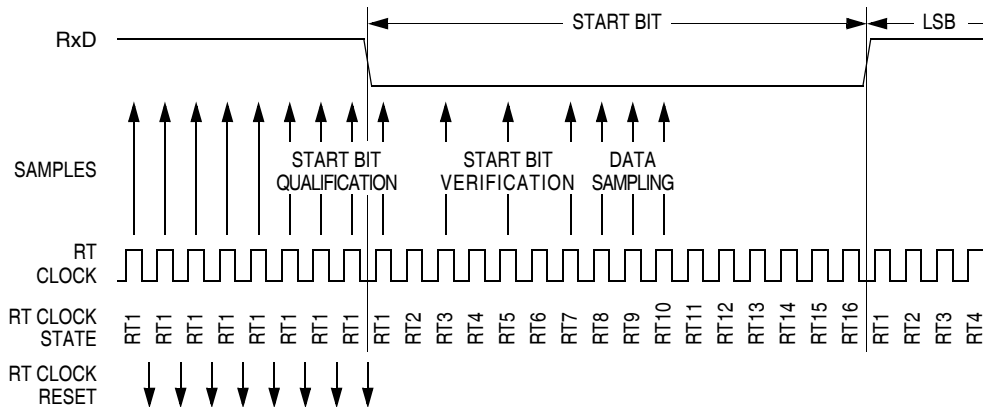 START BIT
LSB
RxD
SAMPLES
START BIT
QUALIFICATION
START BIT
VERIFICATION
DATA
SAMPLING
RT
CLOCK
RT CLOCK
STATE
RT1 RT1 RT1 RT1 RT1 RT1 RT1 RT1 RT1 RT2 RT3 RT4 RT5 RT6 RT7 RT8 RT9 RT10 RT11 RT12 RT13 RT14 RT15 RT16 RT1 RT2 RT3 RT4
RT CLOCK
RESET